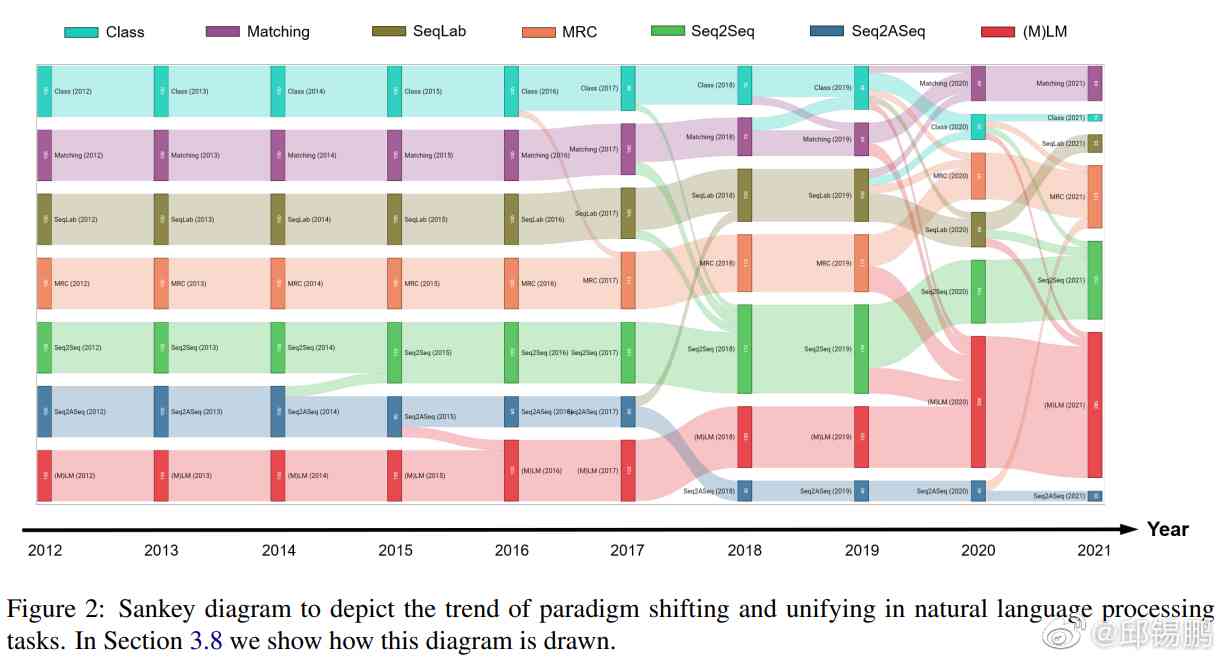 Class Matching SeqLab MRC Seq2Seq Seq2ASeq (M)LM
Class (2012) Class (2013) Class (2014) Class (2015) Class (2016) Class (2017) Class (2018) Class (2019) Matching (2020) Matching (2021)
Class (2020) Class (2021)
Matching (2012) Matching (2013) Matching (2014) Matching (2015) Matching (2016) Matching (2017) Matching (2018) Matching (2019) SeqLab (2021)
MRC (2020) MRC (2021)
SeqLab (2012) SeqLab (2013) SeqLab (2014) SeqLab (2015) SeqLab (2016) SeqLab (2017) SeqLab (2018) SeqLab (2019) SeqLab (2020)
MRC (2012) MRC (2013) MRC (2014) MRC (2015) MRC (2016) MRC (2017) MRC (2018) MRC (2019) Seq2Seq (2020) Seq2Seq (2021)
Seq2Seq (2012) Seq2Seq (2013) Seq2Seq (2014) Seq2Seq (2015) Seq2Seq (2016) Seq2Seq (2017) Seq2Seq (2018) Seq2Seq (2019)
Seq2ASeq (2012) Seq2ASeq (2013) Seq2ASeq (2014) Seq2ASeq (2015) Seq2ASeq (2016) Seq2ASeq (2017) (M)LM (2020) (M)LM (2021)
(M)LM (2012) (M)LM (2013) (M)LM (2014) (M)LM (2015) (M)LM (2016) (M)LM (2017) (M)LM (2018) (M)LM (2019)
Seq2ASeq (2018) Seq2ASeq (2019) Seq2ASeq (2020) Seq2ASeq (2021)
Year
2012 2013 2014 2015 2016 2017 2018 2019 2020 2021
Figure 2: Sankey diagram to depict the trend of paradigm shifting and unifying in natural language processing
tasks. In Section 3.8 we show how this diagram is drawn.
@邱锡鹏